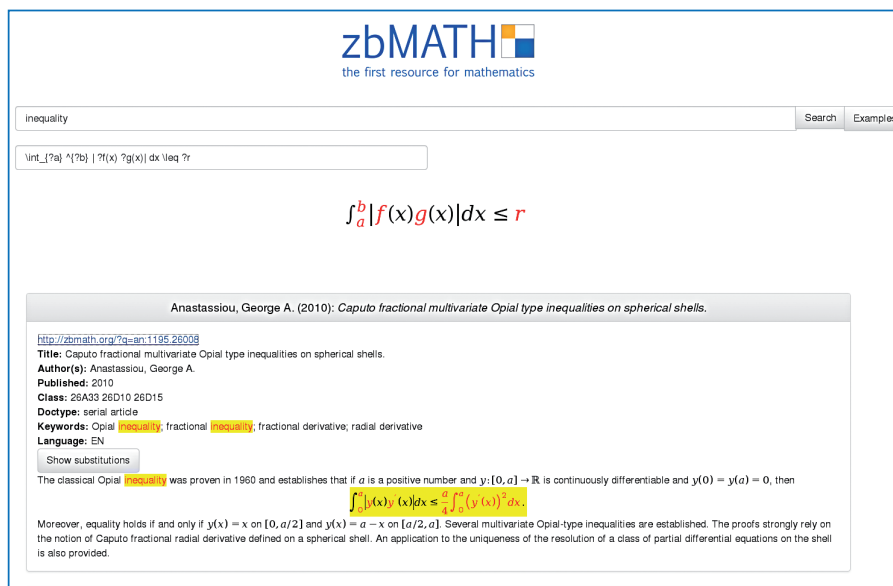 zbMATH
the first resource for mathematics
inequality
Search
Examples
\int_{?a} ^{?b} | ?f(x) ?g(x)| dx \leq ?r
∫_a^b |f(x)g(x)|dx ≤ r
Anastassiou, George A. (2010): Caputo fractional multivariate Opial type inequalities on spherical shells.
http://zbmath.org/?q=an:1195.26008
Title: Caputo fractional multivariate Opial type inequalities on spherical shells.
Author(s): Anastassiou, George A.
Published: 2010
Class: 26A33 26D10 26D15
Doctype: serial article
Keywords: Opial inequality; fractional inequality; fractional derivative; radial derivative
Language: EN
Show substitutions
The classical Opial inequality was proven in 1960 and establishes that if a is a positive number and y:[0,a]→ℝ is continuously differentiable and y(0) = y(a) = 0, then
∫_0^a |y(x)y′(x)|dx ≤ a/4 ∫_0^a (y′(x))² dx.
Moreover, equality holds if and only if y(x) = x on [0,a/2] and y(x) = a − x on [a/2,a]. Several multivariate Opial-type inequalities are established. The proofs strongly rely on
the notion of Caputo fractional radial derivative defined on a spherical shell. An application to the uniqueness of the resolution of a class of partial differential equations on the shell
is also provided.